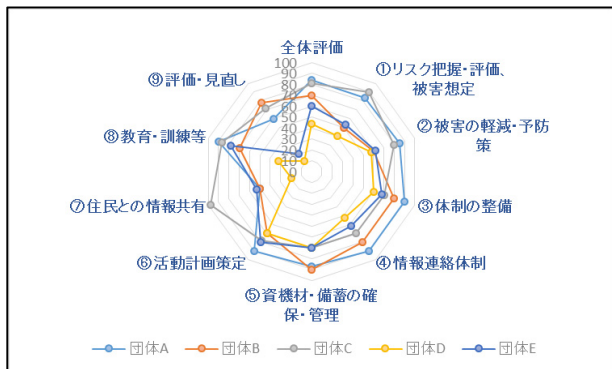 全体評価
①リスク把握・評価、
被害想定
②被害の軽減・予防
策
③体制の整備
④情報連絡体制
⑤資機材・備蓄の確
保・管理
⑥活動計画策定
⑦住民との情報共有
⑧教育・訓練等
⑨評価・見直し
100
90
80
70
60
50
40
30
20
10
0
団体A
団体B
団体C
団体D
団体E